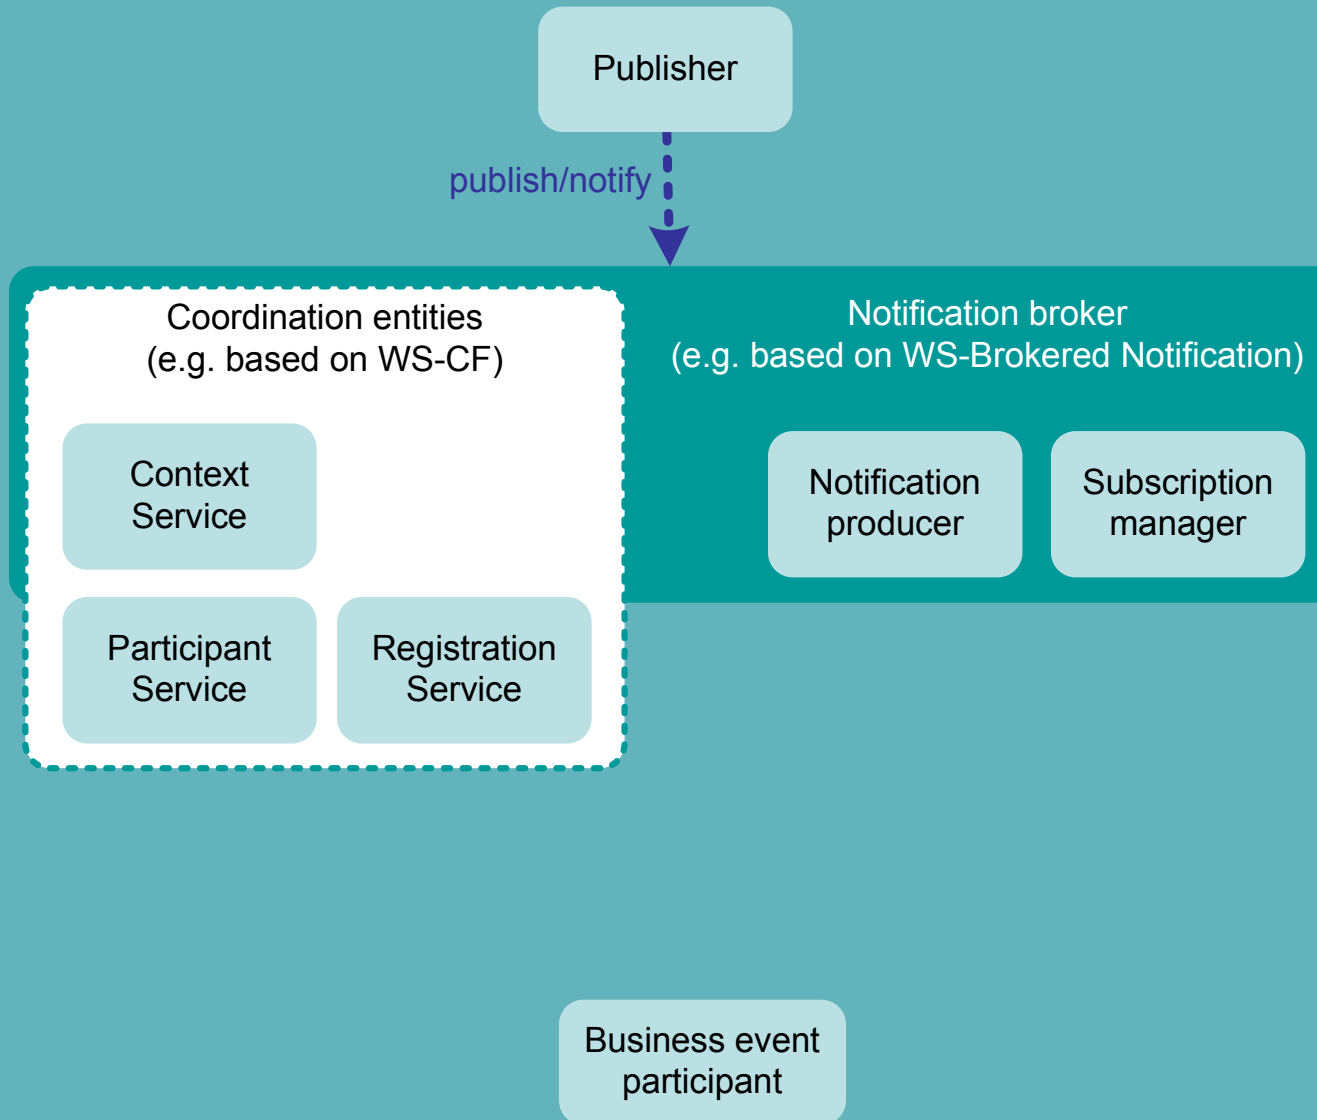 Publisher
publish/notify
Coordination entities
(e.g. based on WS-CF)
Notification broker
(e.g. based on WS-Brokered Notification)
Context
Service
Notification
producer
Subscription
manager
Participant
Service
Registration
Service
Business event
participant